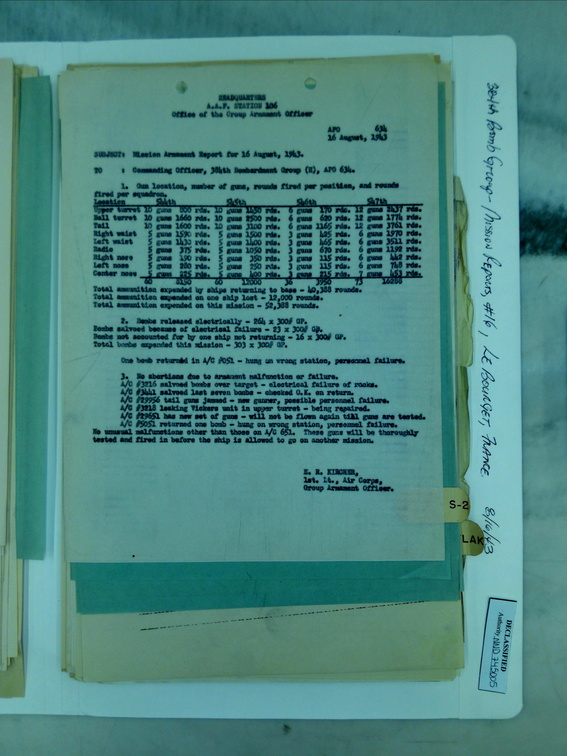 HEADQUARTERS
A.A.F. STATION 106
Office of the Group Armament Officer
APO 634
16 August, 1943
SUBJECT: Mission Armament Report for 16 August, 1943.
TO : Commanding Officer, 384th Bombardment Group (H), APO 634.
1. Gun location, number of guns, rounds fired per position, and rounds
fired per squadron.
Location 544th 545th 546th 547th
Upper turret 10 guns 800 rds. 10 guns 1450 rds. 6 guns 170 rds. 12 guns 2437 rds.
Ball turret 10 guns 1660 rds. 10 guns 2500 rds. 6 guns 620 rds. 12 guns 1774 rds.
Tail 10 guns 1660 rds. 10 guns 3100 rds. 6 guns 1165 rds. 12 guns 3761 rds.
Right waist 5 guns 1590 rds. 5 guns 1500 rds. 3 guns 425 rds. 6 guns 1970 rds.
Left waist 5 guns 1430 rds. 5 guns 1400 rds. 3 guns 465 rds. 6 guns 3511 rds.
Radio 5 guns 375 rds. 5 guns 1050 rds. 3 guns 670 rds. 6 guns 1192 rds.
Right nose 5 guns 190 rds. 5 guns 350 rds. 3 guns 115 rds. 6 guns 442 rds.
Left nose 5 guns 200 rds. 5 guns 250 rds. 3 guns 115 rds. 6 guns 748 rds.
Center nose 5 guns 225 rds. 5 guns 400 rds. 3 guns 215 rds. 7 guns 453 rds.
60 8150 60 12000 36 3950 73 16288
Total ammunition expended by ships returning to base - 40,388 rounds.
Total ammunition expended on one ship lost - 12,000 rounds.
Total ammunition expended on this mission - 52,388 rounds.
2. Bombs released electrically - 264 x 300# GP.
Bombs salvoed because of electrical failure - 23 x 300# GP.
Bombs not accounted for by one plane not returning - 16 x 300# GP.
Total bombs expended this mission - 303 x 300# GP.
One bomb returned in A/C #5051 - hung on wrong station, personnel failure.
3. No abortions due to armament malfunction or failure.
A/C #3216 salvoed bombs over target - electrical failure of racks.
A/C #3441 salvoed last seven bombs - checked O.K. on return.
A/C #29956 tail guns jammed - new gunner, possible personnel failure.
A/C #3218 leaking Vickers unit in upper turret - being repaired.
A/C #29651 has new set of guns - will not be flown again til guns are tested.
A/C #5051 returned one bomb - hung on wrong station, personnel failure.
No unusual malfunctions other than those on A/C 651. These guns will be thoroughly
tested and fired in before the ship is allowed to go on another mission.
E. H. KIRCHER,
1st. Lt., Air Corps,
Group Armament Officer.
384th Bomb Group - Mission Reports, #16, Le Bourget, France 8/16/43
S-2
LAK
DECLASSIFIED
Authority NND 745005